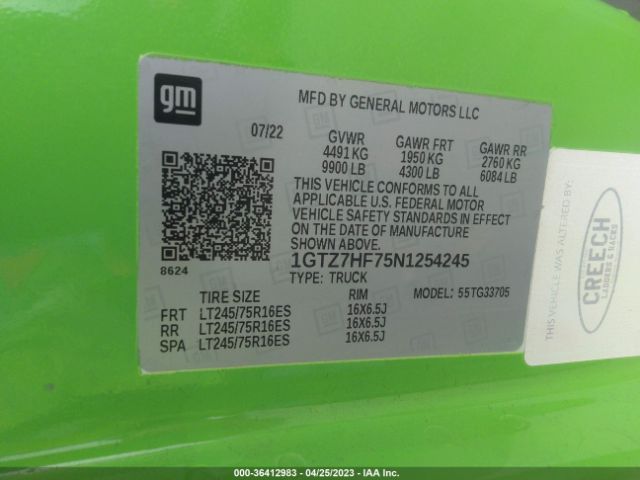 gm
MFD BY GENERAL MOTORS LLC
07/22 GVWR GAWR FRT GAWR RR
4491 KG 1950 KG 2760 KG
9900 LB 4300 LB 6084 LB
THIS VEHICLE CONFORMS TO ALL
APPLICABLE U.S. FEDERAL MOTOR
VEHICLE SAFETY STANDARDS IN EFFECT
ON THE DATE OF MANUFACTURE
SHOWN ABOVE.
8624
1GTZ7HF75N1254245
TYPE: TRUCK MODEL: 55TG33705
TIRE SIZE RIM
FRT LT245/75R16ES 16X6.5J
RR LT245/75R16ES 16X6.5J
SPA LT245/75R16ES 16X6.5J
THIS VEHICLE WAS ALTERED BY:
CREECH
LADDERS & RACKS
000-36412983 - 04/25/2023 - IAA Inc.